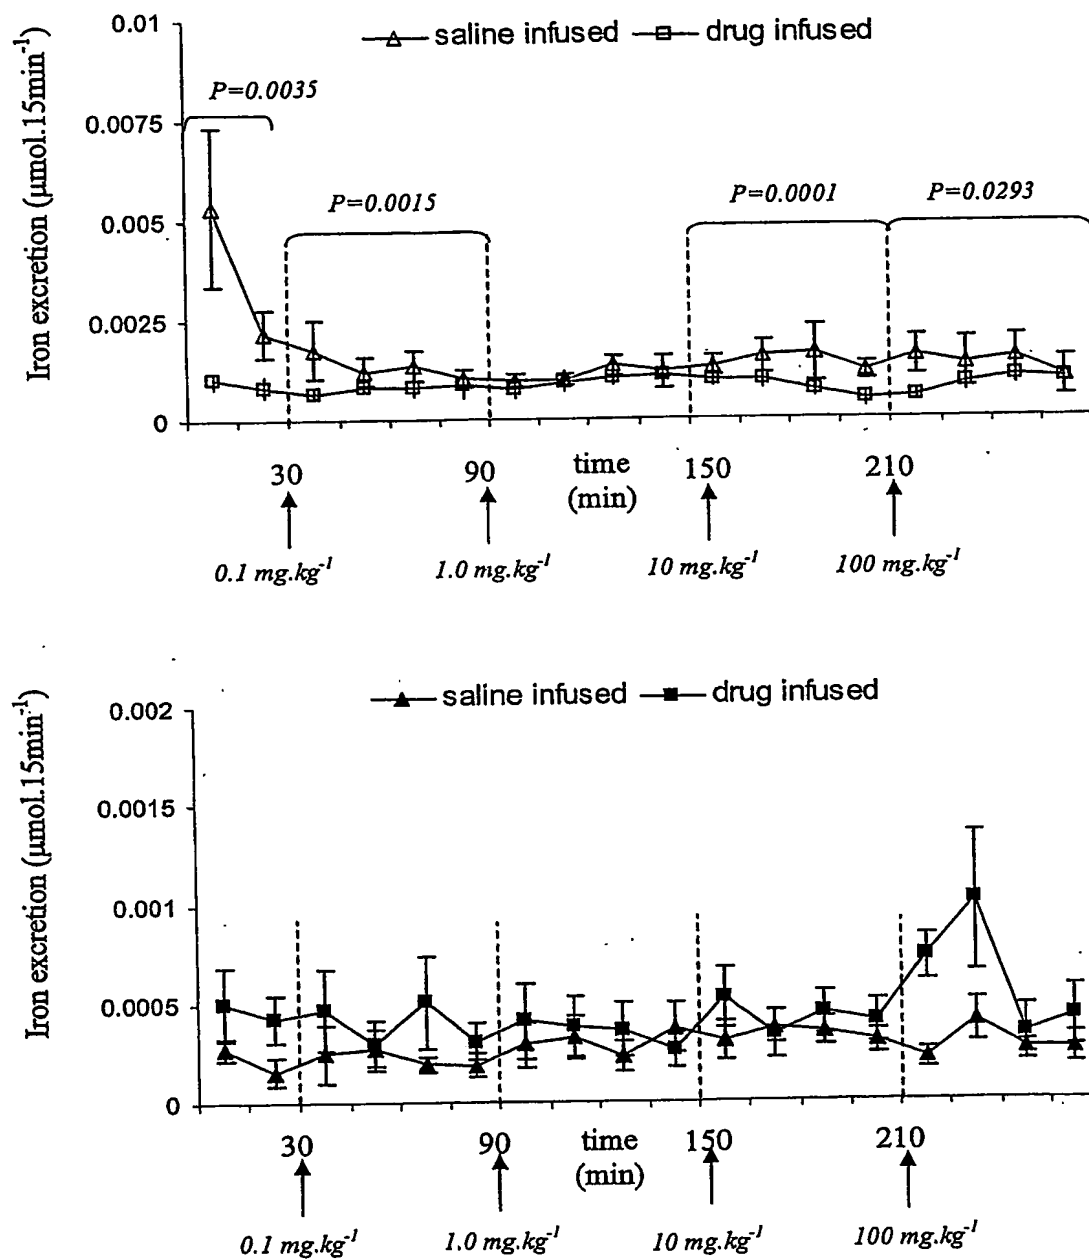 0.01
saline infused
drug infused
P=0.0035
0.0075
P=0.0015
P=0.0001
P=0.0293
0.005
0.0025
0
Iron excretion (µmol.15min⁻¹)
30
90
time
(min)
150
210
0.1 mg.kg⁻¹
1.0 mg.kg⁻¹
10 mg.kg⁻¹
100 mg.kg⁻¹
saline infused
drug infused
0.002
0.0015
0.001
0.0005
0
Iron excretion (µmol.15min⁻¹)
30
90
time
(min)
150
210
0.1 mg.kg⁻¹
1.0 mg.kg⁻¹
10 mg.kg⁻¹
100 mg.kg⁻¹